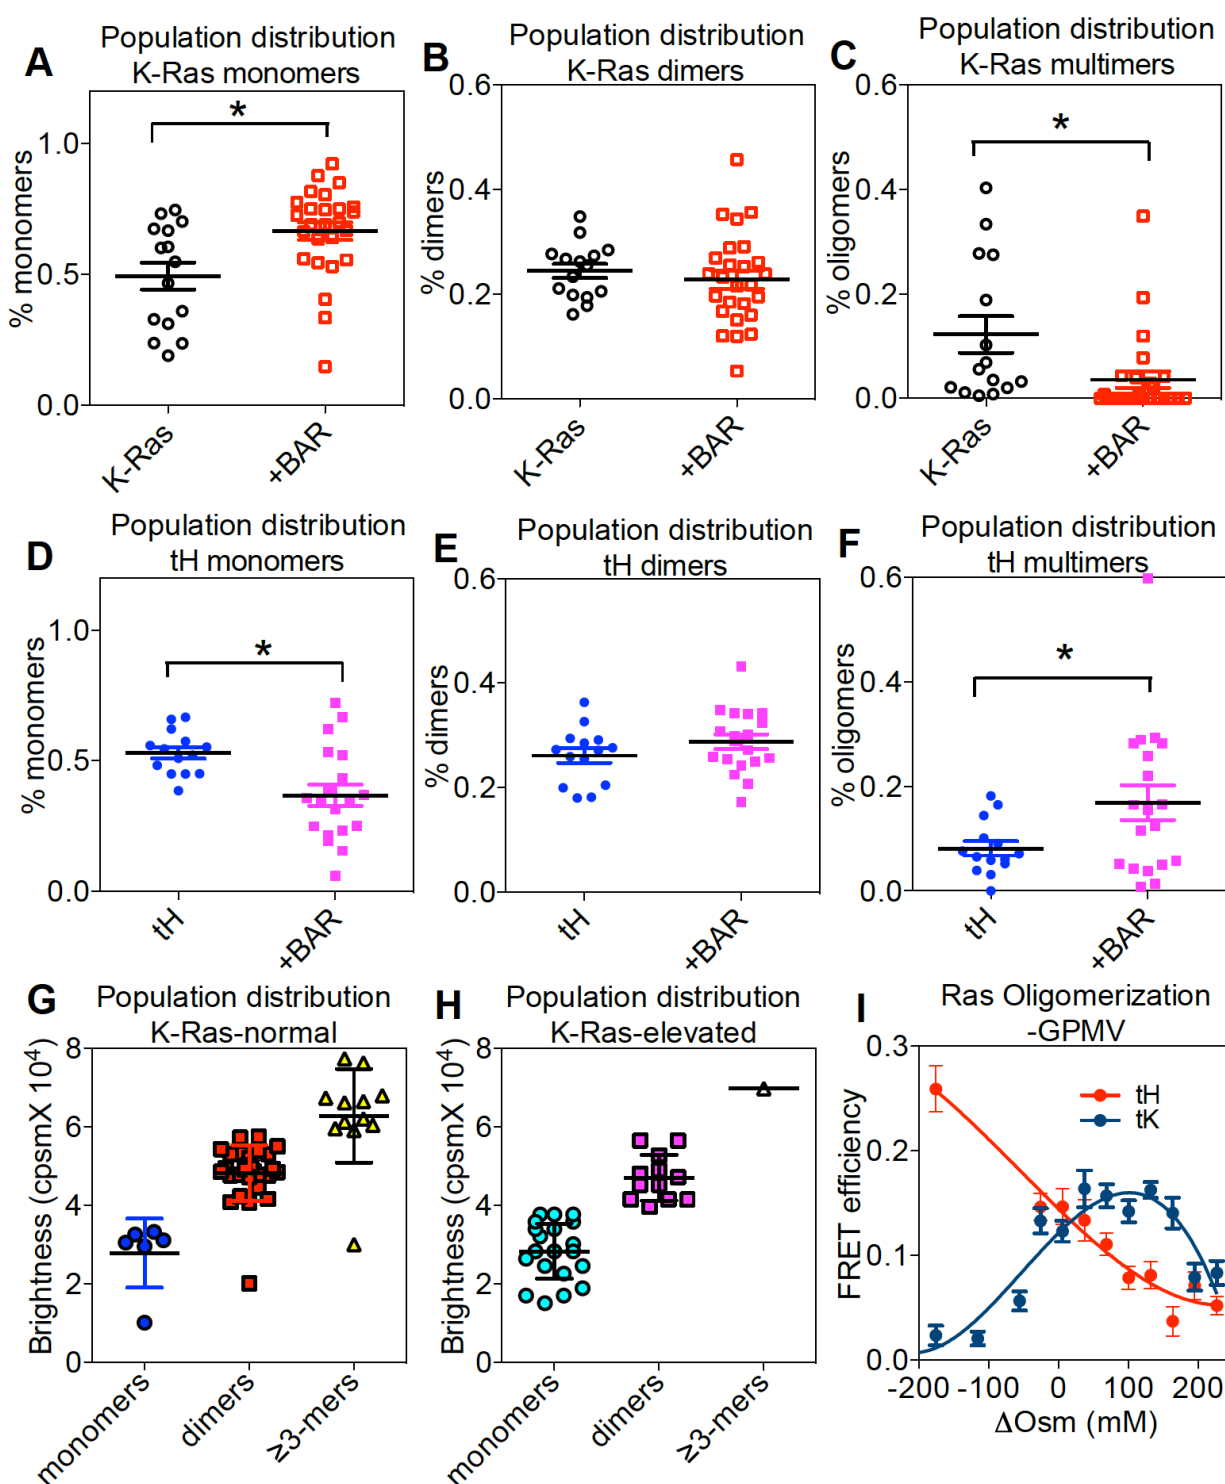 A
Population distribution
K-Ras monomers
*
% monomers
1.0
0.5
0.0
K-Ras
+BAR
B
Population distribution
K-Ras dimers
% dimers
0.6
0.4
0.2
0.0
K-Ras
+BAR
C
Population distribution
K-Ras multimers
*
% oligomers
0.6
0.4
0.2
0.0
K-Ras
+BAR
D
Population distribution
tH monomers
*
% monomers
1.0
0.5
0.0
tH
+BAR
E
Population distribution
tH dimers
% dimers
0.6
0.4
0.2
0.0
tH
+BAR
F
Population distribution
tH multimers
*
% oligomers
0.6
0.4
0.2
0.0
tH
+BAR
G
Population distribution
K-Ras-normal
Brightness (cpsmX 10⁴)
8
6
4
2
0
monomers
dimers
≥3-mers
H
Population distribution
K-Ras-elevated
Brightness (cpsmX 10⁴)
8
6
4
2
0
monomers
dimers
≥3-mers
I
Ras Oligomerization
-GPMV
FRET efficiency
0.3
0.2
0.1
0.0
tH
tK
-200 -100 0 100 200
ΔOsm (mM)